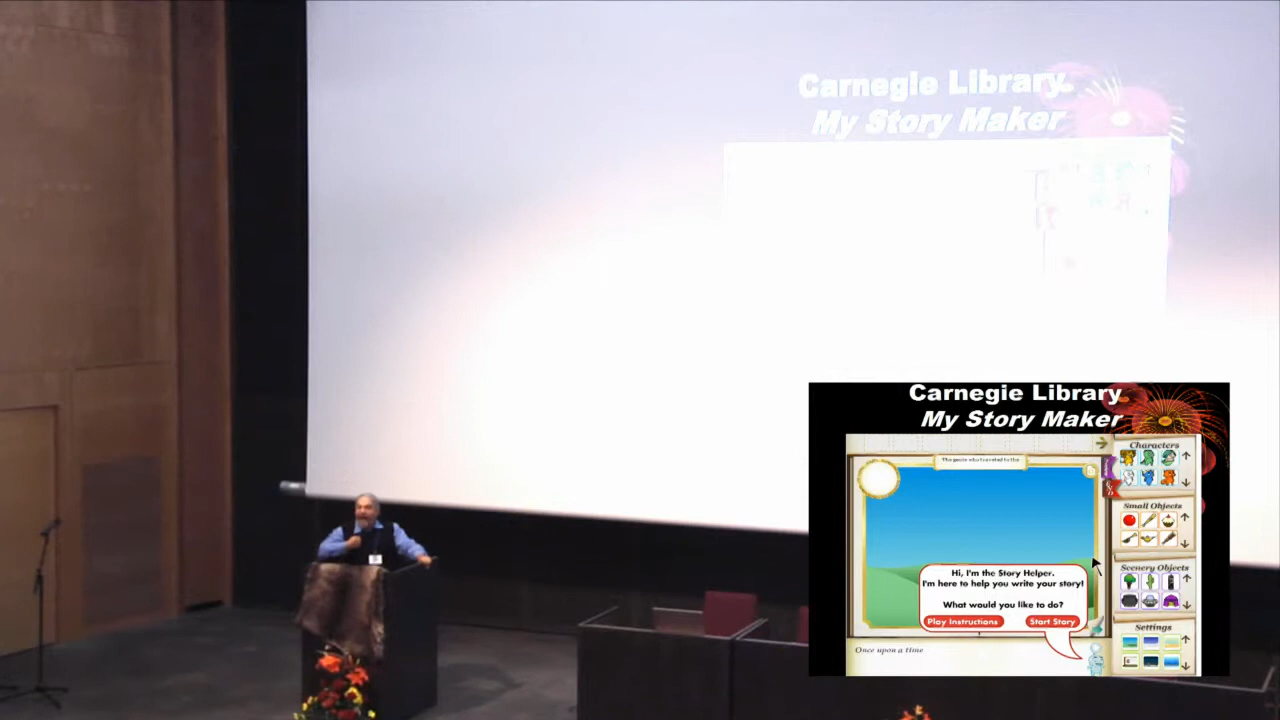 Carnegie Library
My Story Maker
Carnegie Library
My Story Maker
Characters
Small Objects
Hi, I'm the Story Helper.
I'm here to help you write your story!
What would you like to do?
Play Instructions
Start Story
Scenery Objects
Settings
Once upon a time